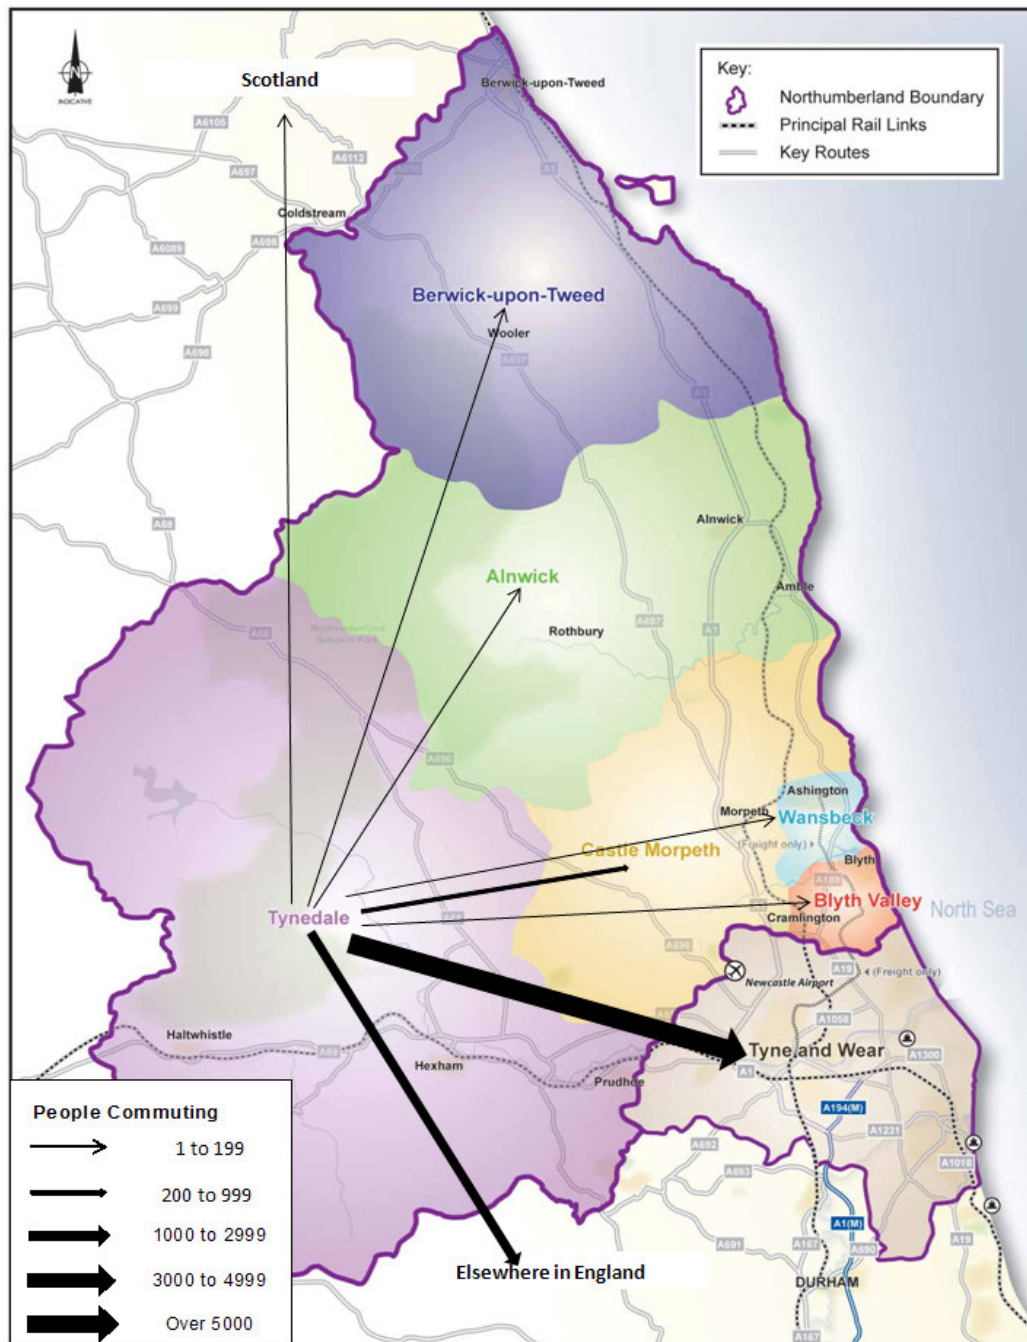 N
INDICATIVE
Scotland
Berwick-upon-Tweed
Key:
Northumberland Boundary
Principal Rail Links
Key Routes
A6105
A6112
A697
A1
Coldstream
A698
A6089
A699
A698
Berwick-upon-Tweed
Wooler
A697
A1
A68
Alnwick
Alnwick
Amble
Northumberland
National Park
A68
Rothbury
A697
A1
A696
Ashington
Morpeth
Wansbeck
(Freight only)
Castle Morpeth
Blyth
A189
Blyth Valley
Tynedale
Cramlington
North Sea
A68
A696
A19
(Freight only)
Newcastle Airport
A1058
Haltwhistle
A69
Hexham
Tyne and Wear
A1300
Prudhoe
A1
A194(M)
A1231
A692
A1018
A693
A1(M)
A19
A691
A167
A690
Elsewhere in England
DURHAM
A167
People Commuting
1 to 199
200 to 999
1000 to 2999
3000 to 4999
Over 5000